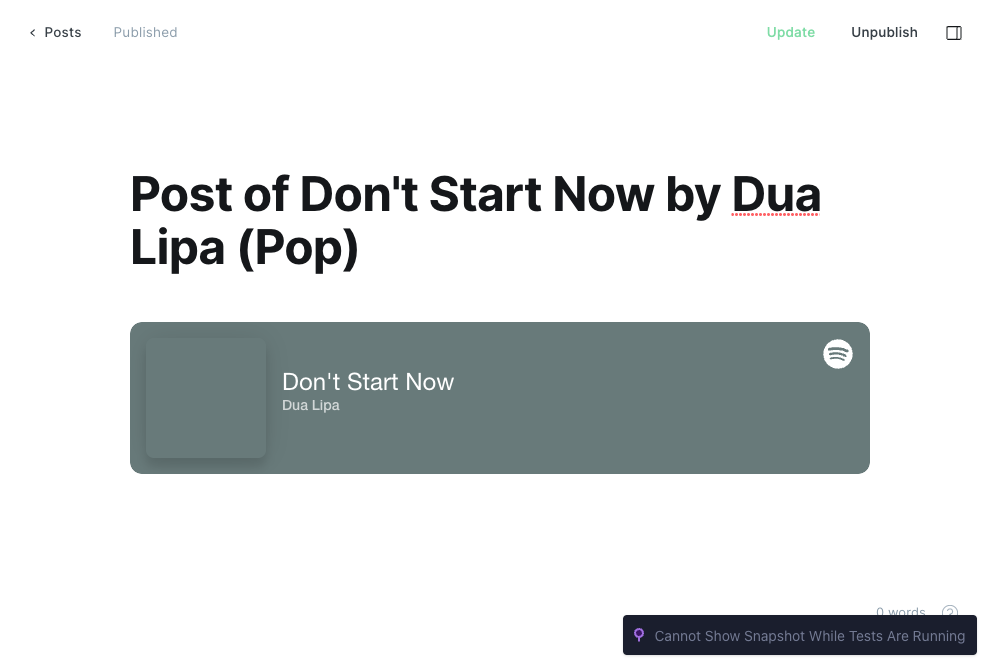 Posts Published Update Unpublish
Post of Don't Start Now by Dua
Lipa (Pop)
Don't Start Now
Dua Lipa
0 words ?
Cannot Show Snapshot While Tests Are Running